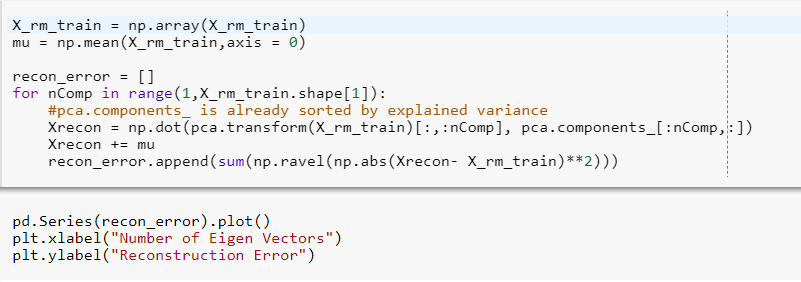 X_rm_train = np.array(X_rm_train)
mu = np.mean(X_rm_train,axis = 0)
recon_error = []
for nComp in range(1,X_rm_train.shape[1]):
    #pca.components_ is already sorted by explained variance
    Xrecon = np.dot(pca.transform(X_rm_train)[:,:nComp], pca.components_[:nComp,:])
    Xrecon += mu
    recon_error.append(sum(np.ravel(np.abs(Xrecon- X_rm_train)**2)))
pd.Series(recon_error).plot()
plt.xlabel("Number of Eigen Vectors")
plt.ylabel("Reconstruction Error")